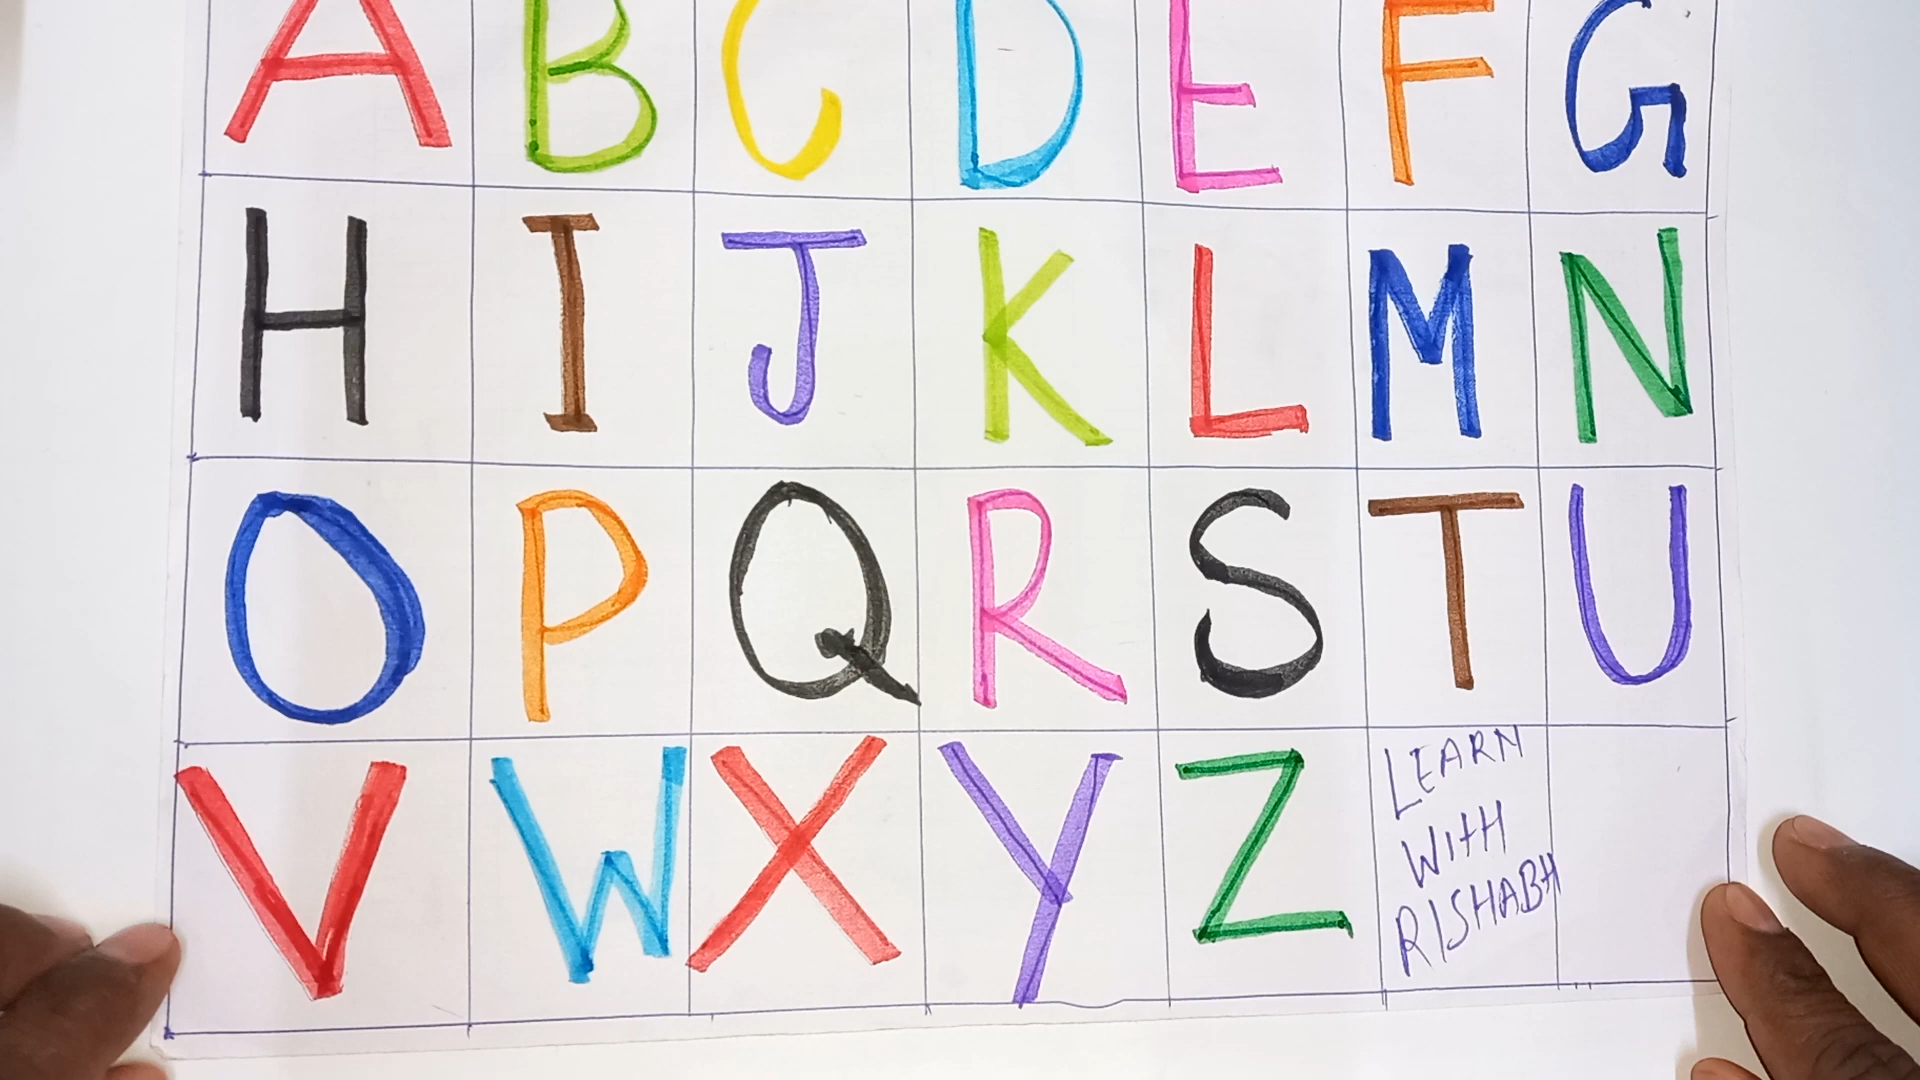 A B C D E F G
H I J K L M N
O P Q R S T U
V W X Y Z
LEARN
WITH
RISHABH